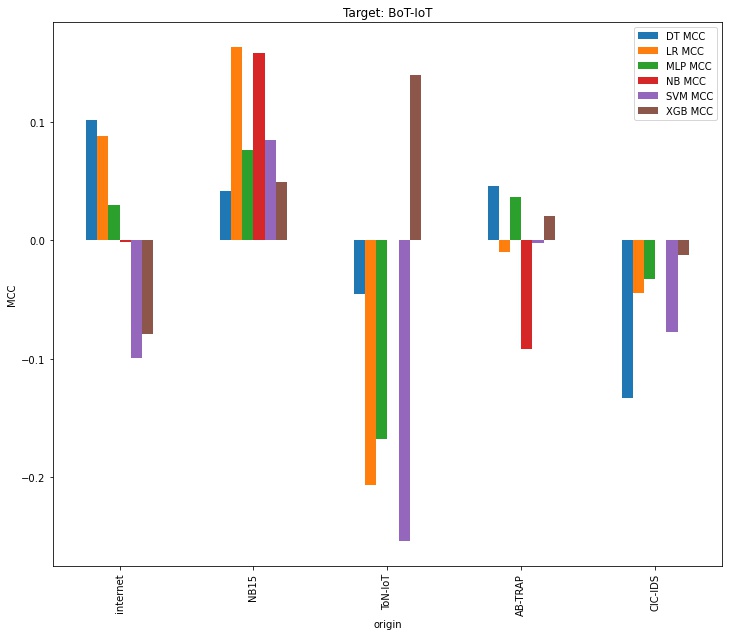 Target: BoT-IoT
DT MCC
LR MCC
MLP MCC
NB MCC
SVM MCC
XGB MCC
0.1
0.0
−0.1
−0.2
MCC
internet
NB15
ToN-IoT
AB-TRAP
CIC-IDS
origin